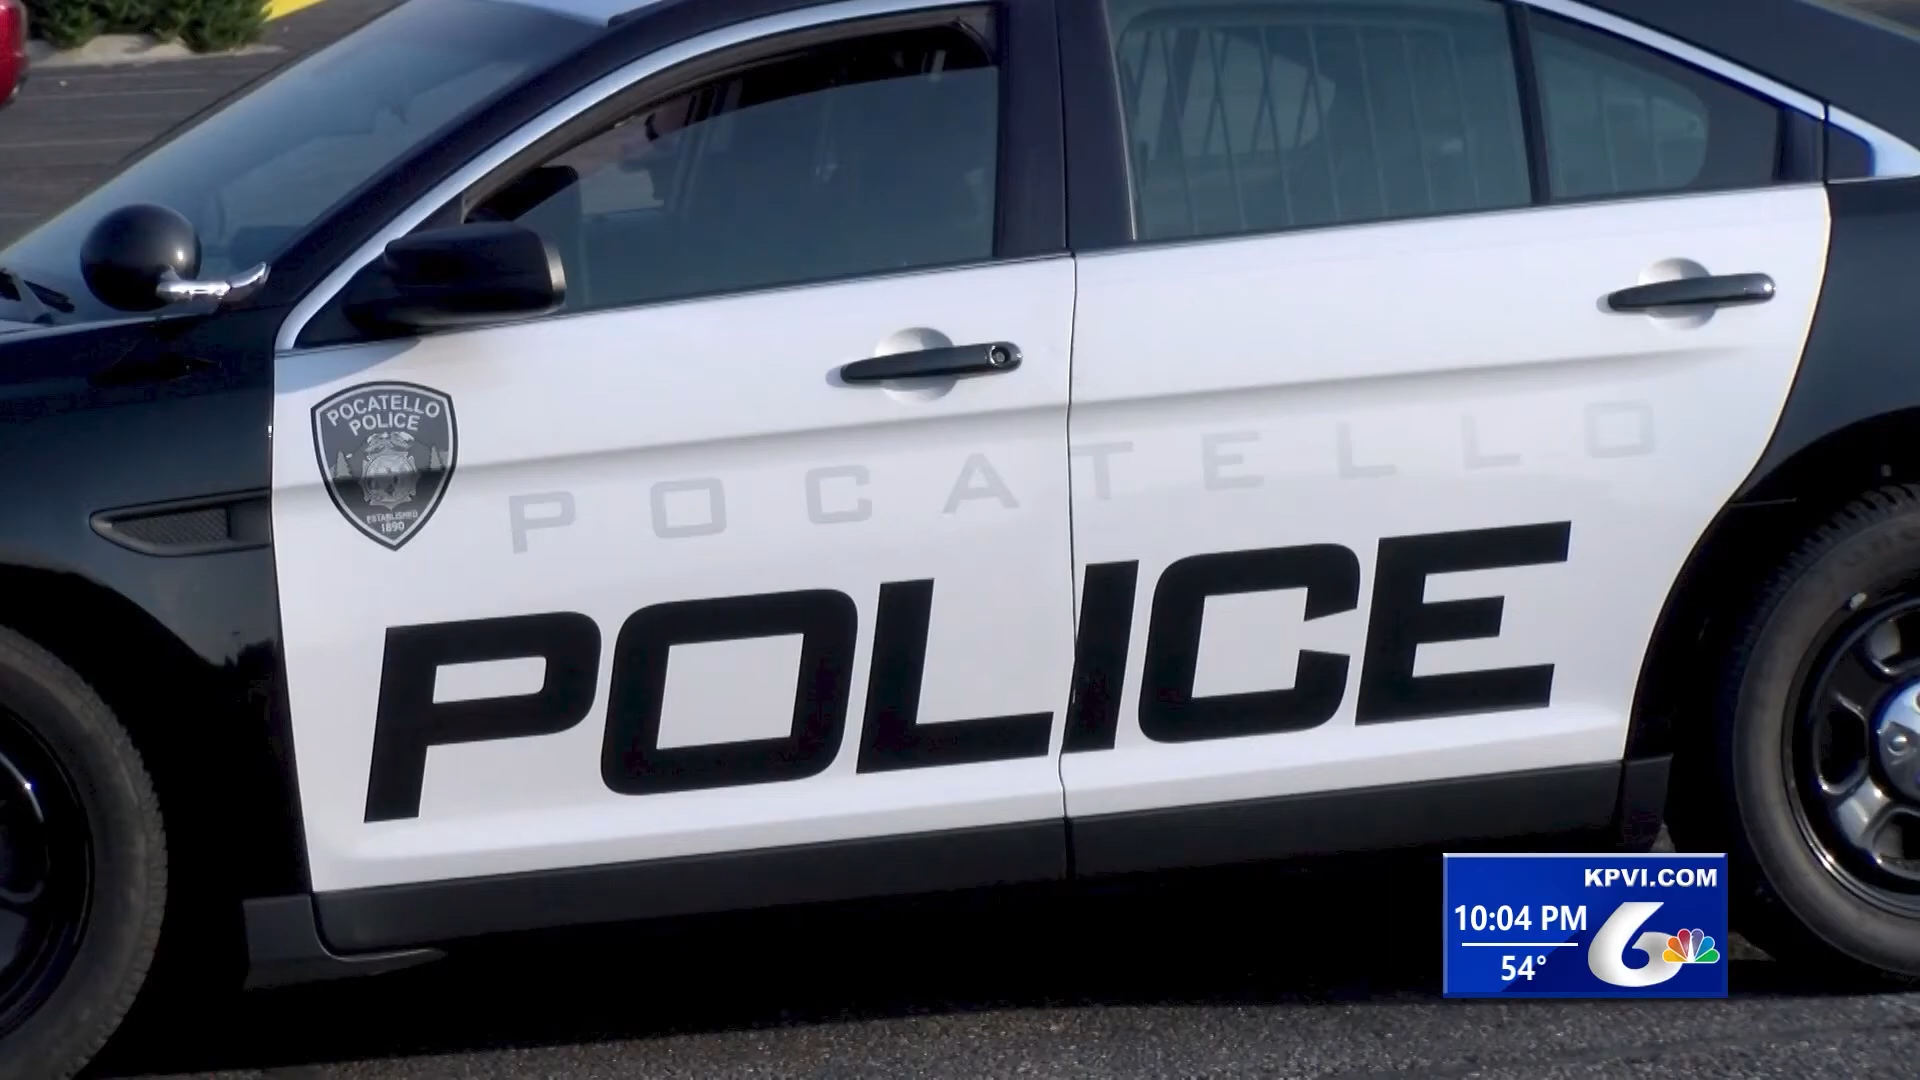 POCATELLO
POLICE
ESTABLISHED
1890
POCATELLO
POLICE
KPVI.COM
10:04 PM
6
54°